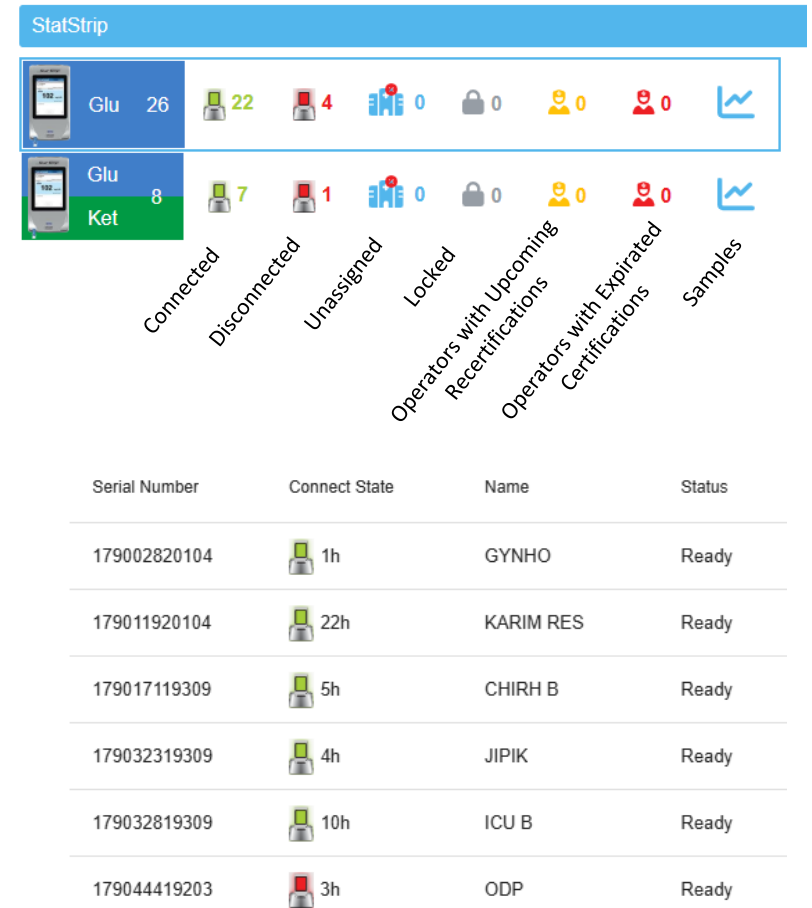 StatStrip
Glu 26 22 4 0 0 0 0
Glu
Ket
8 7 1 0 0 0 0
Connected
Disconnected
Unassigned
Locked
Operators with Upcoming
Recertifications
Operators with Expirated
Certifications
Samples
Serial Number Connect State Name Status
179002820104 1h GYNHO Ready
179011920104 22h KARIM RES Ready
179017119309 5h CHIRH B Ready
179032319309 4h JIPIK Ready
179032819309 10h ICU B Ready
179044419203 3h ODP Ready